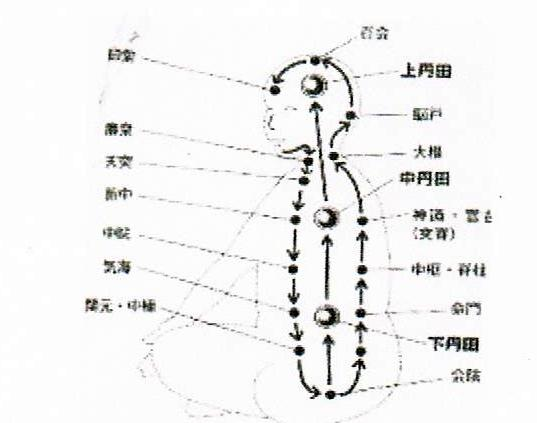 百会
印堂
上丹田
脳戸
廉泉
大椎
天突
中丹田
膻中
神道・霊台
中脘
中枢・脊柱
気海
命門
関元・中極
下丹田
会陰